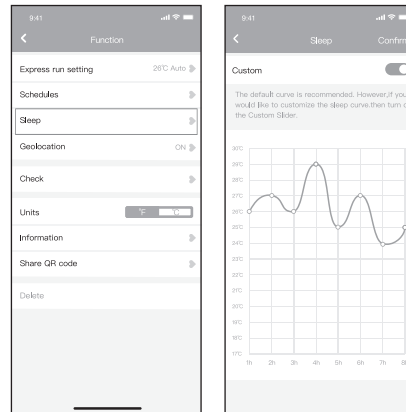 9:41
Function
Express run setting 26°C Auto
Schedules
Sleep
Geolocation ON
Check
Units °F °C
Information
Share QR code
Delete
9:41
Sleep Confirm
Custom
The default curve is recommended. However,if you
would like to customize the sleep curve.then turn o
the Custom Slider.
30°C
29°C
28°C
27°C
26°C
25°C
24°C
23°C
22°C
21°C
20°C
19°C
18°C
17°C
1h 2h 3h 4h 5h 6h 7h 8h